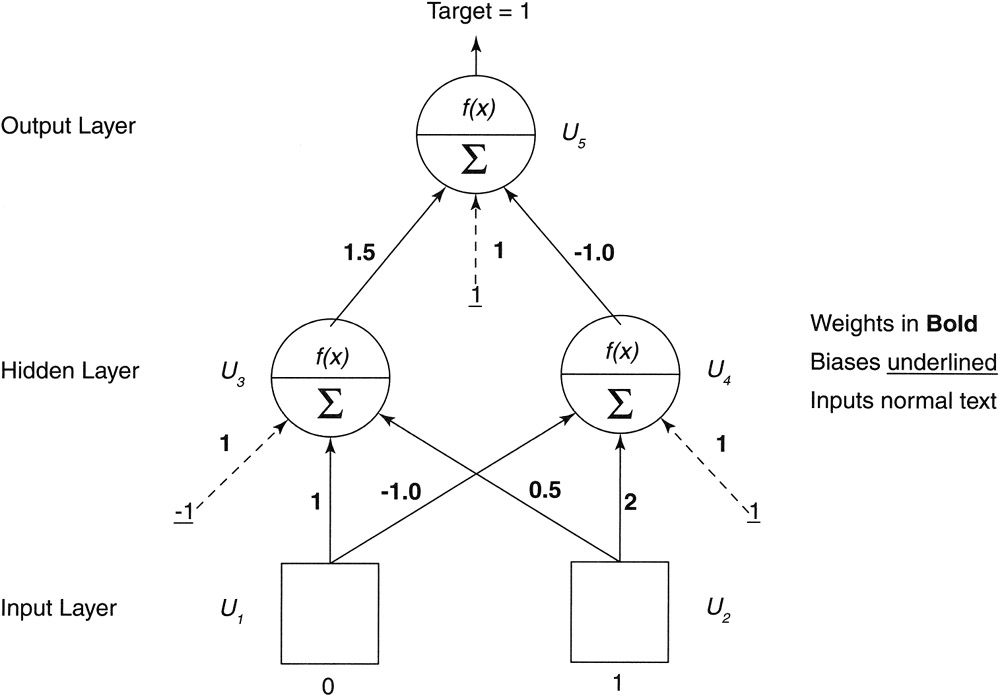 Target = 1
f(x)
Output Layer
U5
Σ
1.5
1
-1.0
1
Weights in Bold
f(x)
f(x)
Biases underlined
Hidden Layer
U3
U4
Σ
Σ
Inputs normal text
1
1
-1
1
-1.0
0.5
2
1
Input Layer
U1
U2
0
1